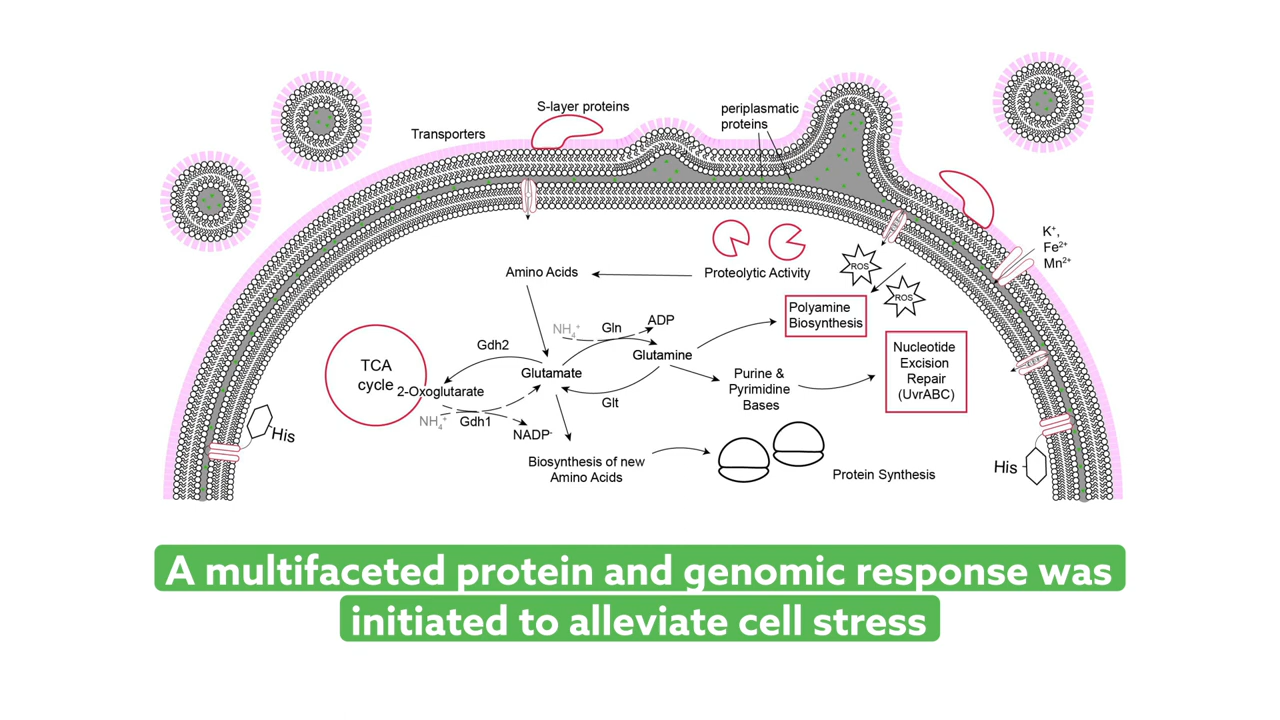 S-layer proteins
periplasmatic
proteins
Transporters
K⁺,
Fe²⁺
Mn²⁺
Amino Acids
Proteolytic Activity
ROS
ROS
Polyamine
Biosynthesis
NH₄⁺
Gln
ADP
Gdh2
Glutamine
Nucleotide
Excision
Repair
(UvrABC)
TCA
cycle
2-Oxoglutarate
Glutamate
Purine &
Pyrimidine
Bases
Glt
NH₄⁺
Gdh1
NADP⁻
His
Biosynthesis of new
Amino Acids
Protein Synthesis
His
A multifaceted protein and genomic response was
initiated to alleviate cell stress